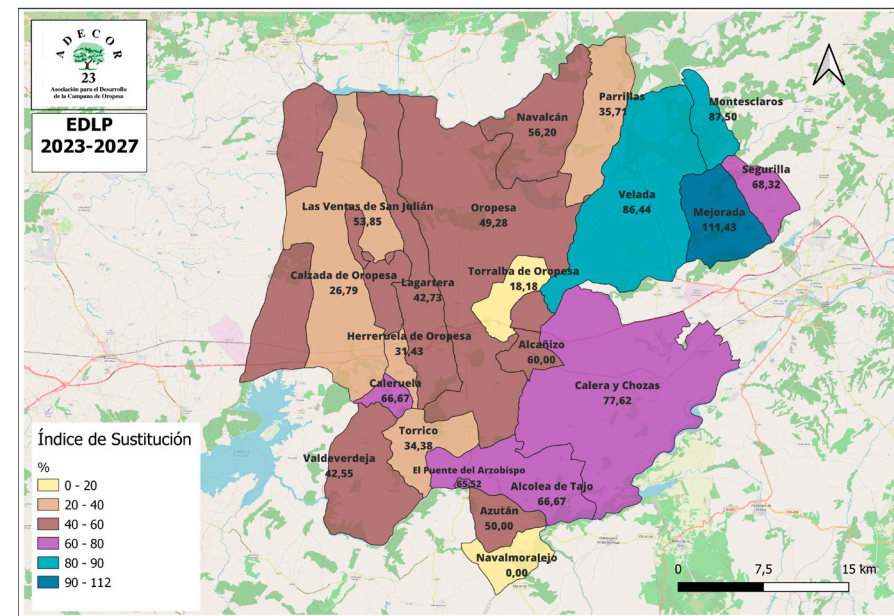 ADECOR
23
Asociación para el Desarrollo
de la Campana de Oropesa
EDLP
2023-2027
Navalcán
56,20
Parrillas
35,71
Montesclaros
87,50
Segurilla
68,32
Velada
86,44
Mejorada
111,43
Las Ventas de San Julián
53,85
Oropesa
49,28
Calzada de Oropesa
26,79
Lagartera
42,73
Torralba de Oropesa
18,18
Herreruela de Oropesa
31,43
Alcañizo
60,00
Caleruela
66,67
Calera y Chozas
77,62
Torrico
34,38
Valdeverdeja
42,55
El Puente del Arzobispo
65,52
Alcolea de Tajo
66,67
Azután
50,00
Navalmoralejo
0,00
Índice de Sustitución
%
0 - 20
20 - 40
40 - 60
60 - 80
80 - 90
90 - 112
0 7,5 15 km